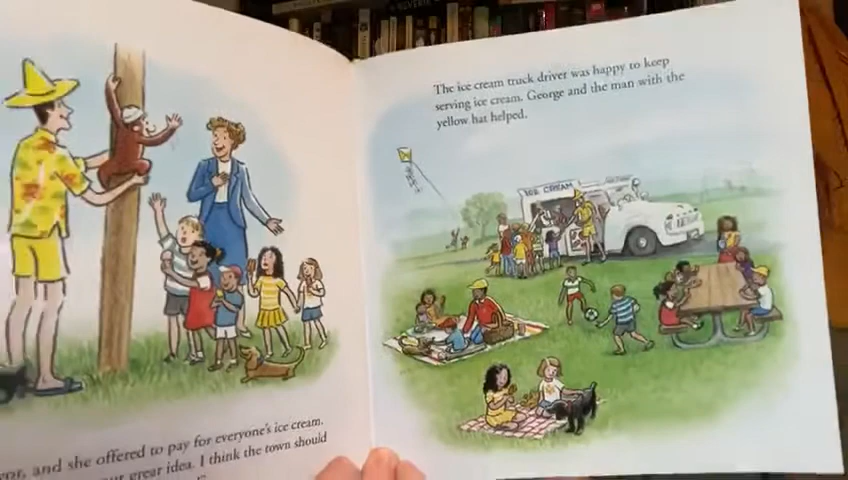 or, and she offered to pay for everyone's ice cream.
great idea. I think the town should
The ice cream truck driver was happy to keep
serving ice cream. George and the man with the
yellow hat helped.
ICE CREAM